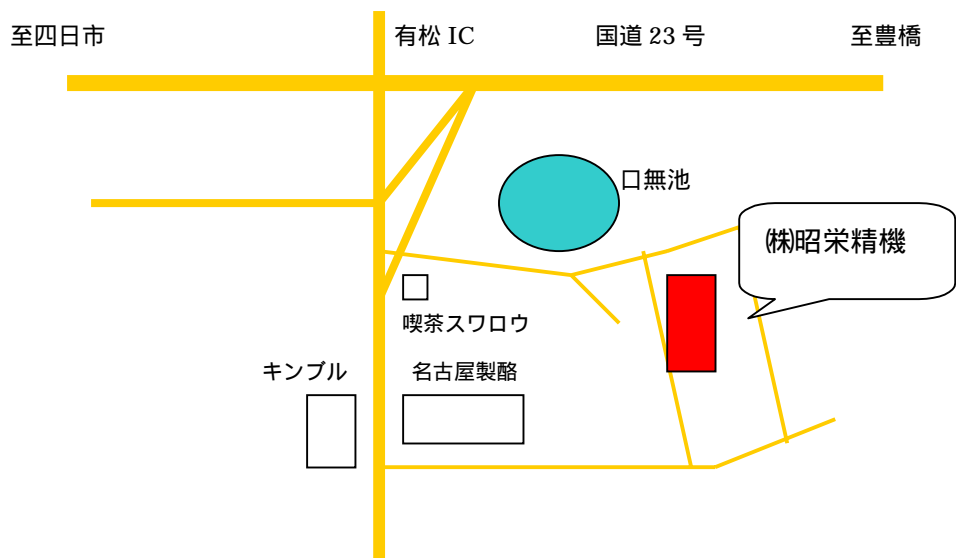 至四日市
有松 IC
国道 23 号
至豊橋
口無池
㈱昭栄精機
喫茶スワロウ
キンブル
名古屋製酪